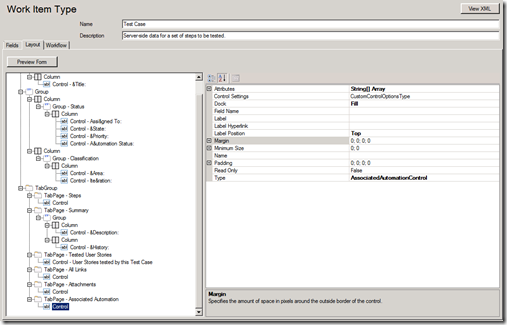 Work Item Type
View XML
Name
Test Case
Description
Server-side data for a set of steps to be tested.
Fields Layout Workflow
Preview Form
Column
Control - &Title:
Group
Column
Group - Status
Column
Control - Assi&gned To:
Control - &State:
Control - &Priority:
Control - A&utomation Status:
Column
Group - Classification
Column
Control - &Area:
Control - Ite&ration:
TabGroup
TabPage - Steps
Control
TabPage - Summary
Group
Column
Control - &Description:
Column
Control - &History:
TabPage - Tested User Stories
Control - User Stories tested by this Test Case
TabPage - All Links
Control
TabPage - Attachments
Control
TabPage - Associated Automation
Control
Attributes String[] Array
Control Settings CustomControlOptionsType
Dock Fill
Field Name
Label
Label Hyperlink
Label Position Top
Margin 0; 0; 0; 0
Minimum Size 0; 0
Name
Padding 0; 0; 0; 0
Read Only False
Type AssociatedAutomationControl
Margin
Specifies the amount of space in pixels around the outside border of the control.